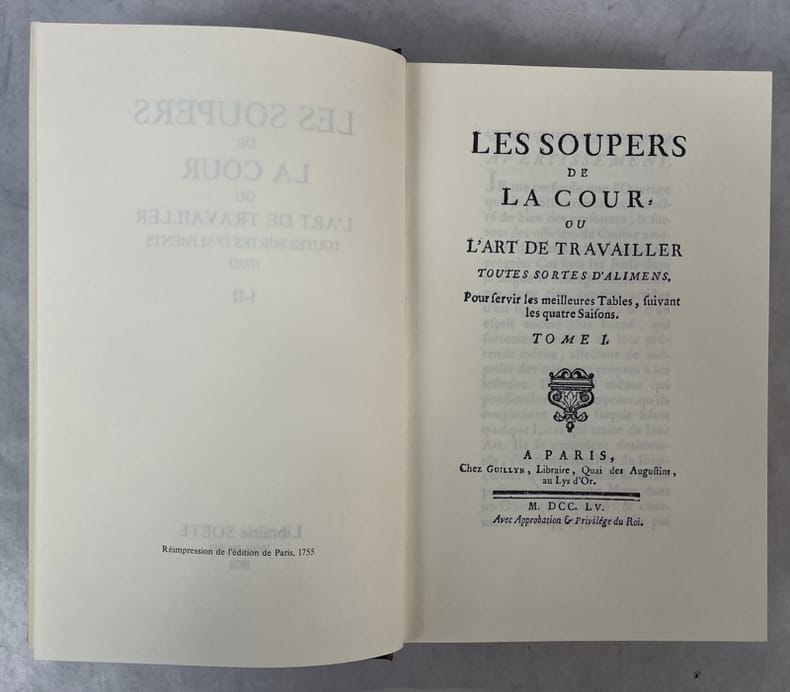 Réimpression de l'édition de Paris, 1755
LES SOUPERS
DE
LA COUR,
OU
L'ART DE TRAVAILLER
TOUTES SORTES D'ALIMENS,
Pour ſervir les meilleures Tables, ſuivant
les quatre Saiſons.
TOME I.
A PARIS,
Chez GUILLYN, Libraire, Quai des Auguſtins,
au Lys d'Or.
M. DCC. LV.
Avec Approbation & Privilége du Roi.